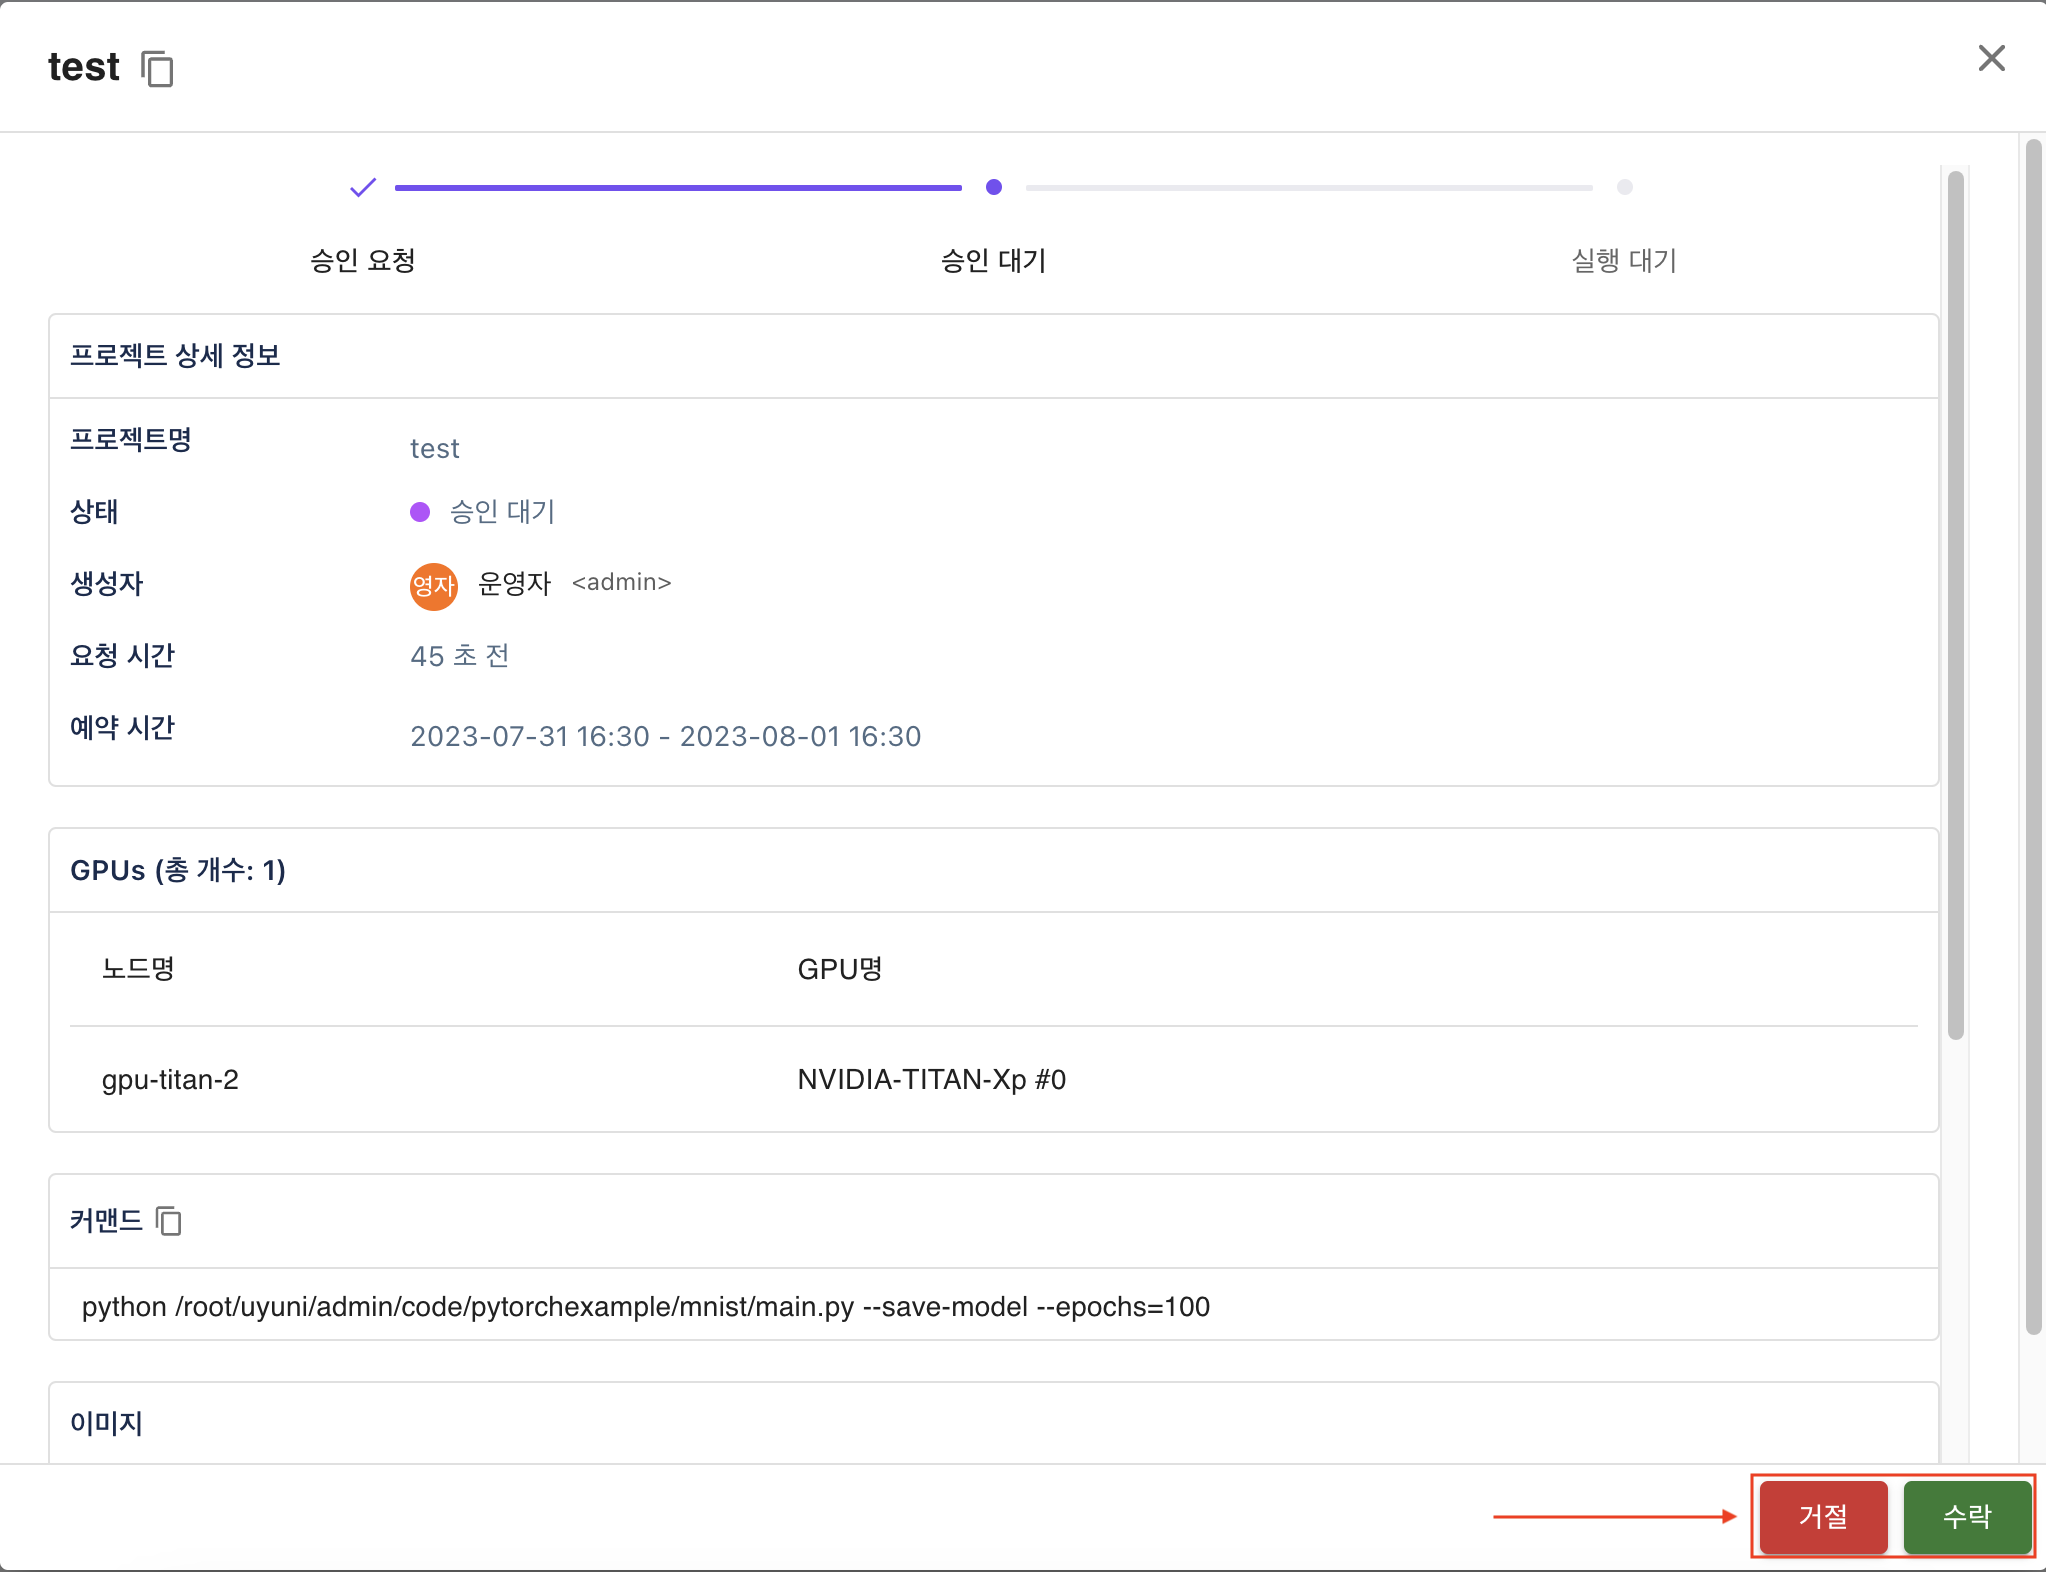 test
승인 요청
승인 대기
실행 대기
프로젝트 상세 정보
프로젝트명
test
상태
승인 대기
생성자
영자 운영자 <admin>
요청 시간
45 초 전
예약 시간
2023-07-31 16:30 - 2023-08-01 16:30
GPUs (총 개수: 1)
노드명
GPU명
gpu-titan-2
NVIDIA-TITAN-Xp #0
커맨드
python /root/uyuni/admin/code/pytorchexample/mnist/main.py --save-model --epochs=100
이미지
거절
수락